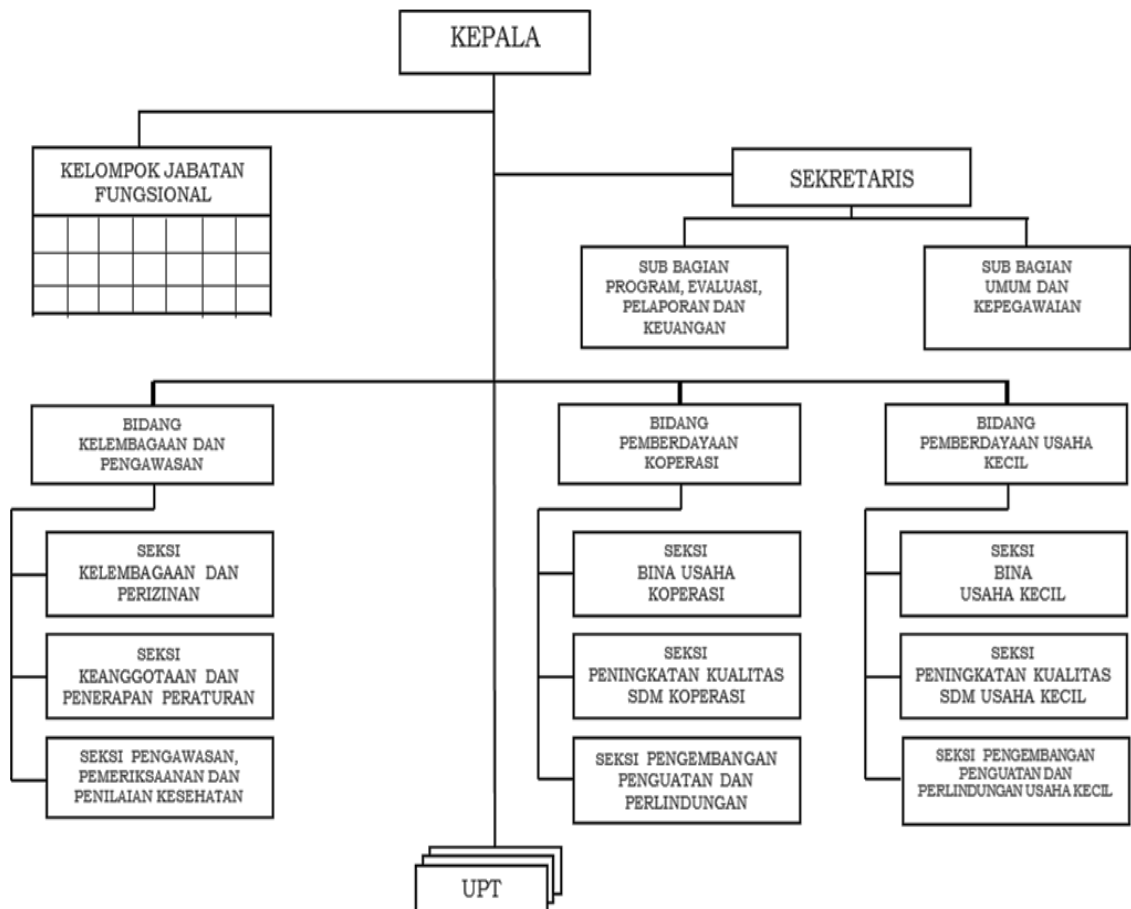 KEPALA
KELOMPOK JABATAN
FUNGSIONAL
SEKRETARIS
SUB BAGIAN
PROGRAM, EVALUASI,
PELAPORAN DAN
KEUANGAN
SUB BAGIAN
UMUM DAN
KEPEGAWAIAN
BIDANG
KELEMBAGAAN DAN
PENGAWASAN
BIDANG
PEMBERDAYAAN
KOPERASI
BIDANG
PEMBERDAYAAN USAHA
KECIL
SEKSI
KELEMBAGAAN DAN
PERIZINAN
SEKSI
BINA USAHA
KOPERASI
SEKSI
BINA
USAHA KECIL
SEKSI
KEANGGOTAAN DAN
PENERAPAN PERATURAN
SEKSI
PENINGKATAN KUALITAS
SDM KOPERASI
SEKSI
PENINGKATAN KUALITAS
SDM USAHA KECIL
SEKSI PENGAWASAN,
PEMERIKSAANAN DAN
PENILAIAN KESEHATAN
SEKSI PENGEMBANGAN
PENGUATAN DAN
PERLINDUNGAN
SEKSI PENGEMBANGAN
PENGUATAN DAN
PERLINDUNGAN USAHA KECIL
UPT